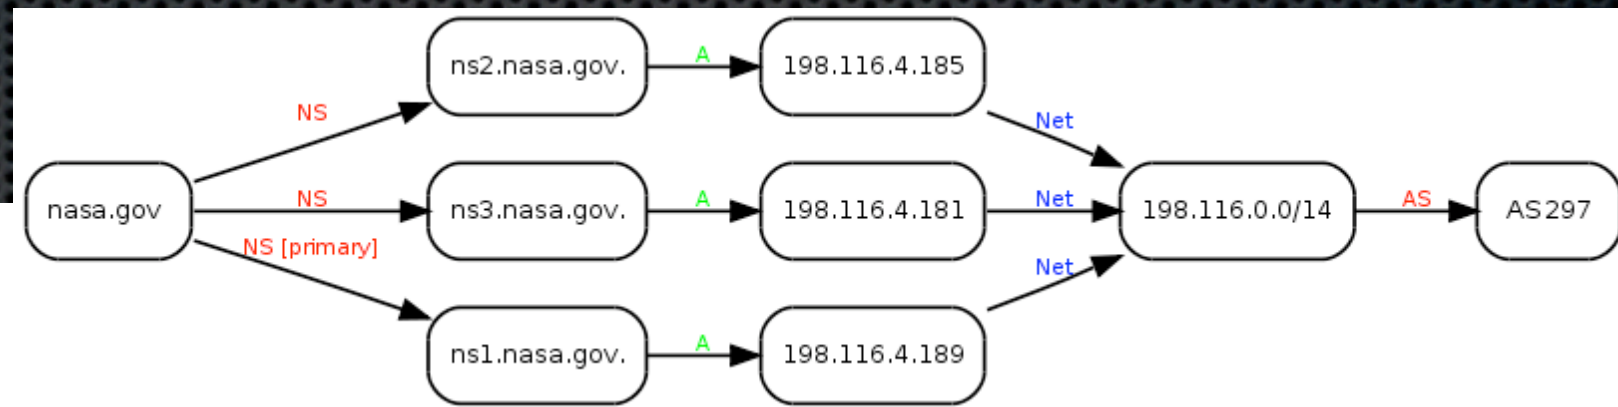 ns2.nasa.gov. A 198.116.4.185
NS Net
nasa.gov NS ns3.nasa.gov. A 198.116.4.181 Net 198.116.0.0/14 AS AS297
NS [primary] Net
ns1.nasa.gov. A 198.116.4.189